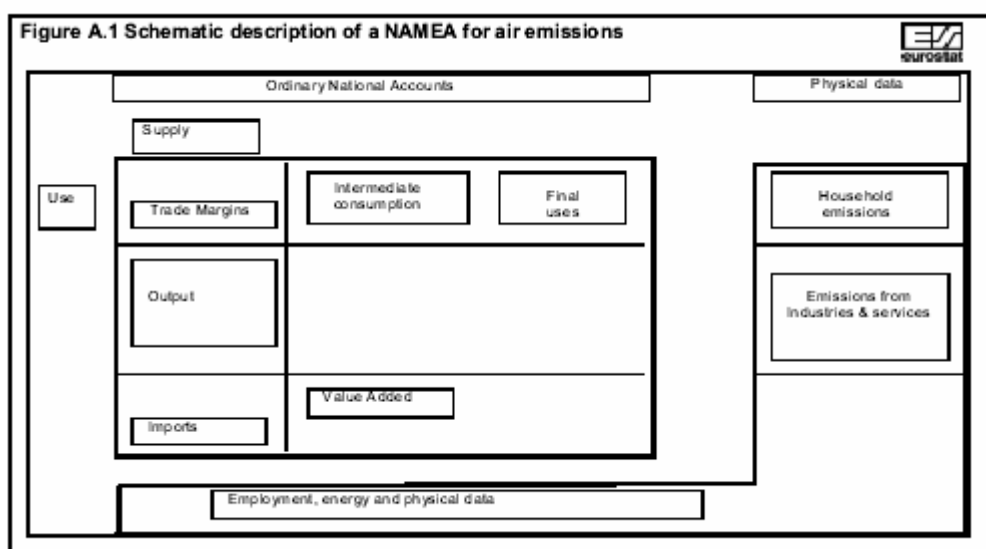 Figure A.1 Schematic description of a NAMEA for air emissions
eurostat
Ordinary National Accounts
Physical data
Supply
Use
Trade Margins
Intermediate
consumption
Final
uses
Household
emissions
Output
Emissions from
Industries & services
Value Added
Imports
Employment, energy and physical data